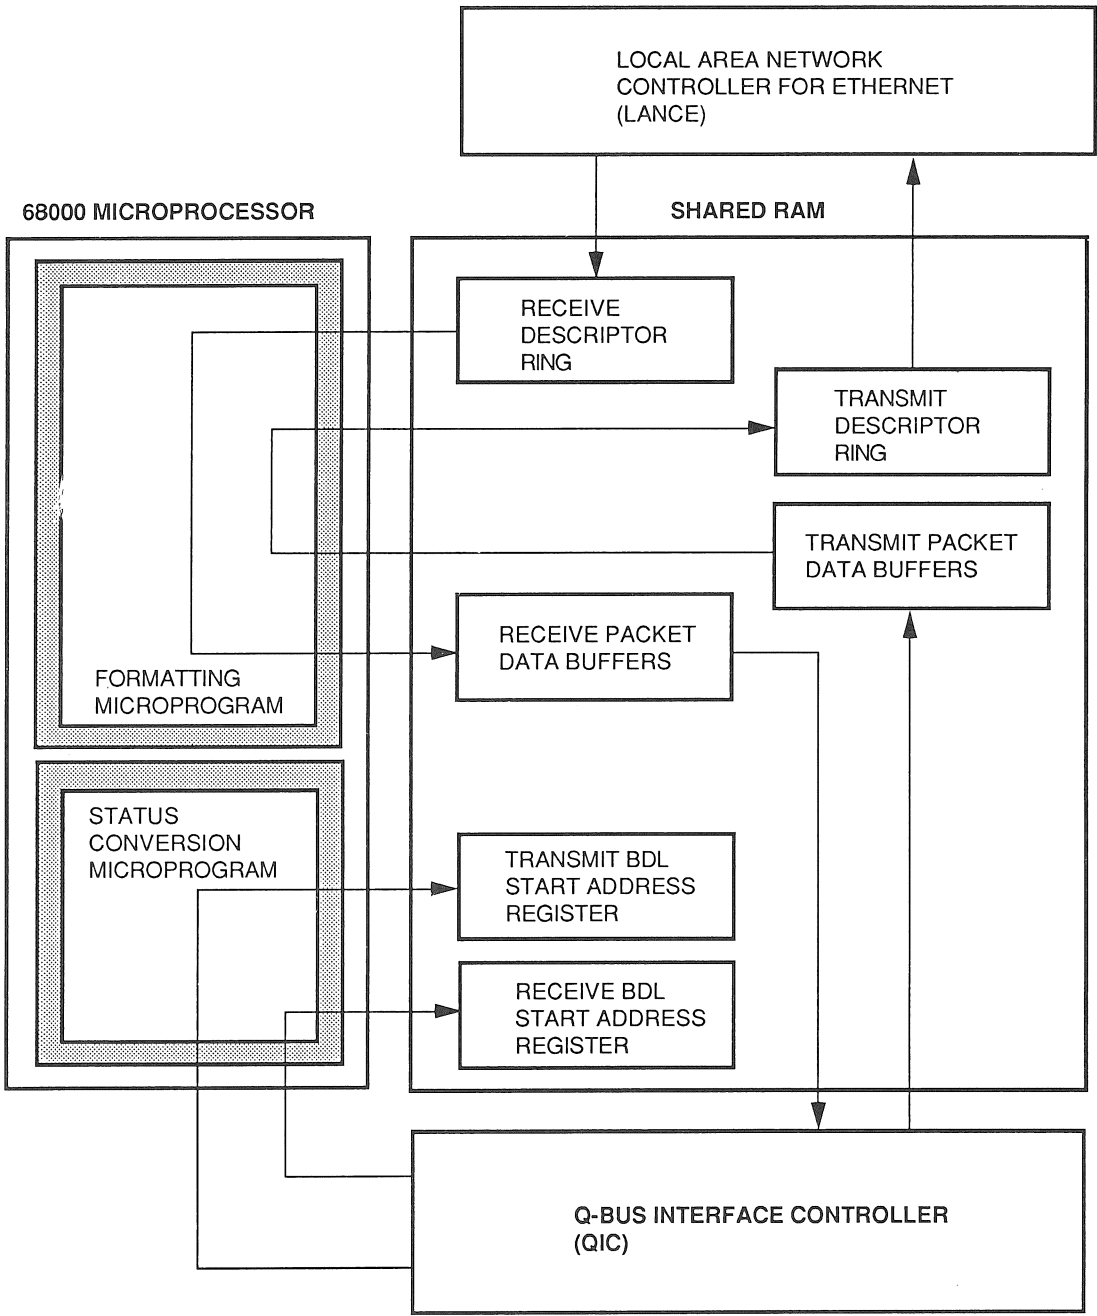 LOCAL AREA NETWORK
CONTROLLER FOR ETHERNET
(LANCE)
68000 MICROPROCESSOR
SHARED RAM
RECEIVE
DESCRIPTOR
RING
TRANSMIT
DESCRIPTOR
RING
TRANSMIT PACKET
DATA BUFFERS
RECEIVE PACKET
DATA BUFFERS
FORMATTING
MICROPROGRAM
STATUS
CONVERSION
MICROPROGRAM
TRANSMIT BDL
START ADDRESS
REGISTER
RECEIVE BDL
START ADDRESS
REGISTER
Q-BUS INTERFACE CONTROLLER
(QIC)